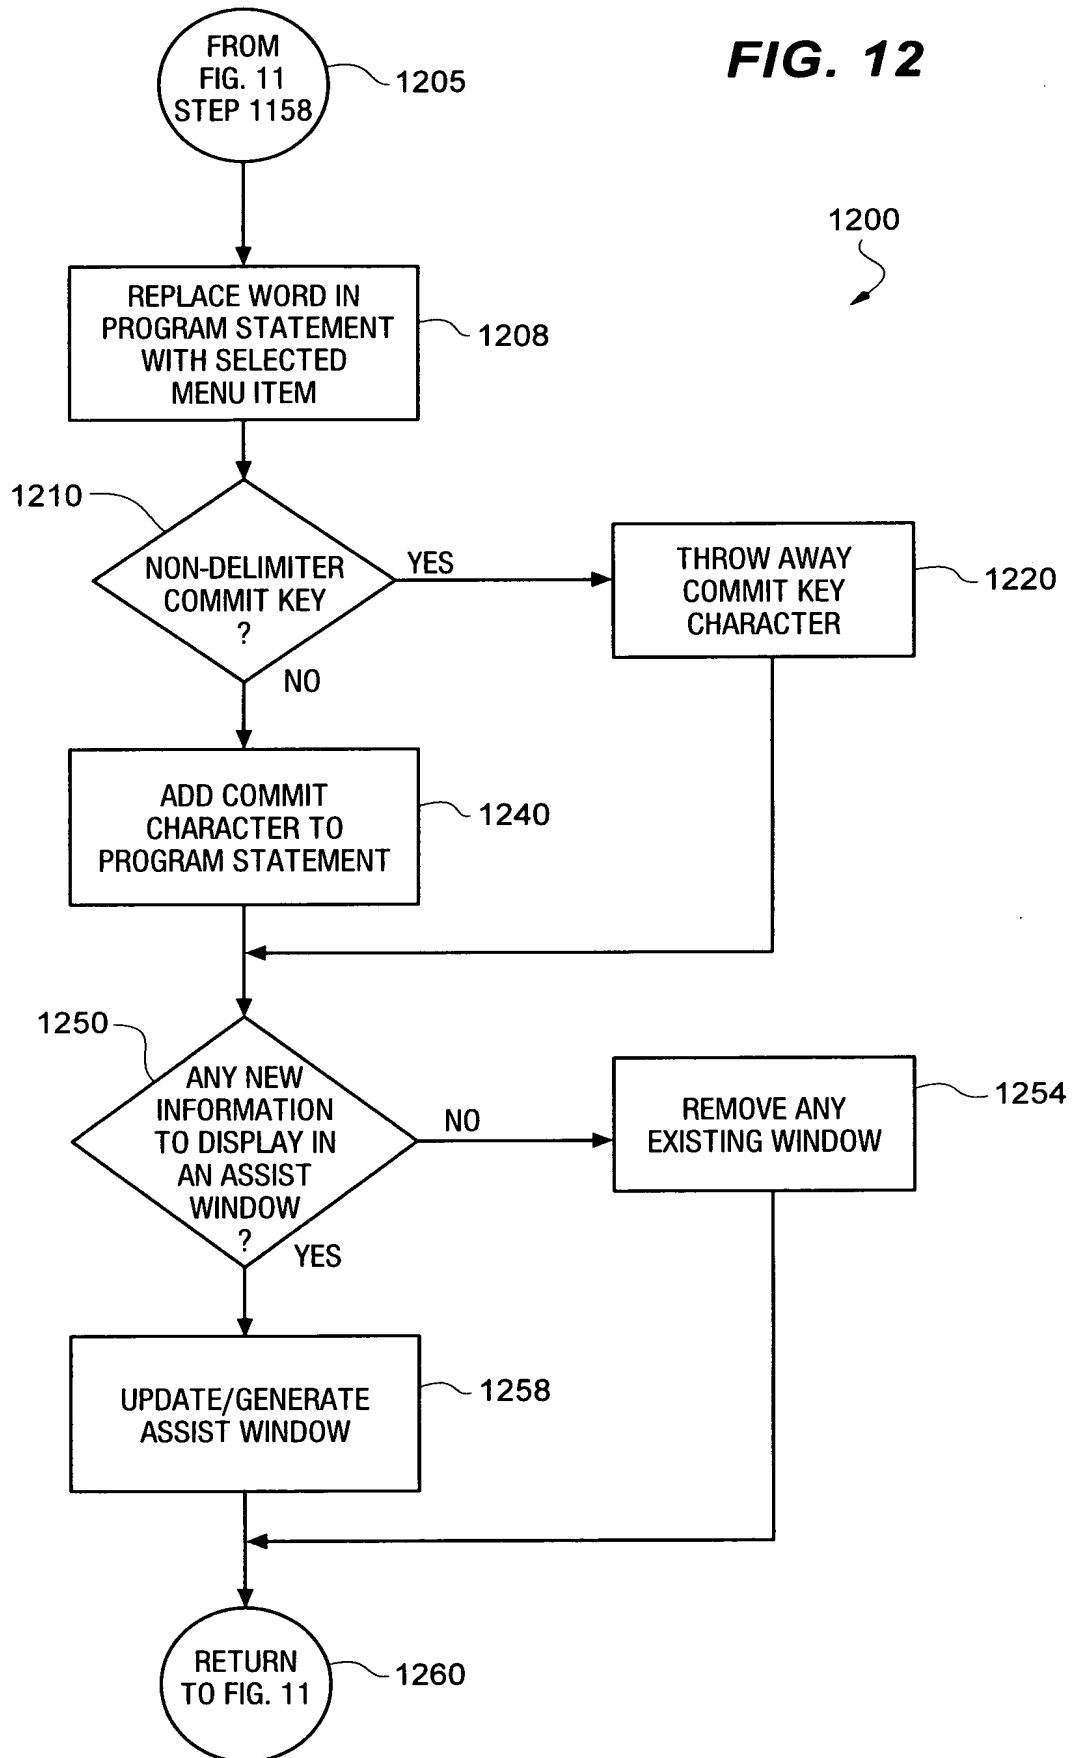 FROM
FIG. 11
STEP 1158
1205
FIG. 12
1200
REPLACE WORD IN
PROGRAM STATEMENT
WITH SELECTED
MENU ITEM
1208
1210
NON-DELIMITER
COMMIT KEY
?
YES
NO
THROW AWAY
COMMIT KEY
CHARACTER
1220
ADD COMMIT
CHARACTER TO
PROGRAM STATEMENT
1240
1250
ANY NEW
INFORMATION
TO DISPLAY IN
AN ASSIST
WINDOW
?
NO
YES
REMOVE ANY
EXISTING WINDOW
1254
UPDATE/GENERATE
ASSIST WINDOW
1258
RETURN
TO FIG. 11
1260